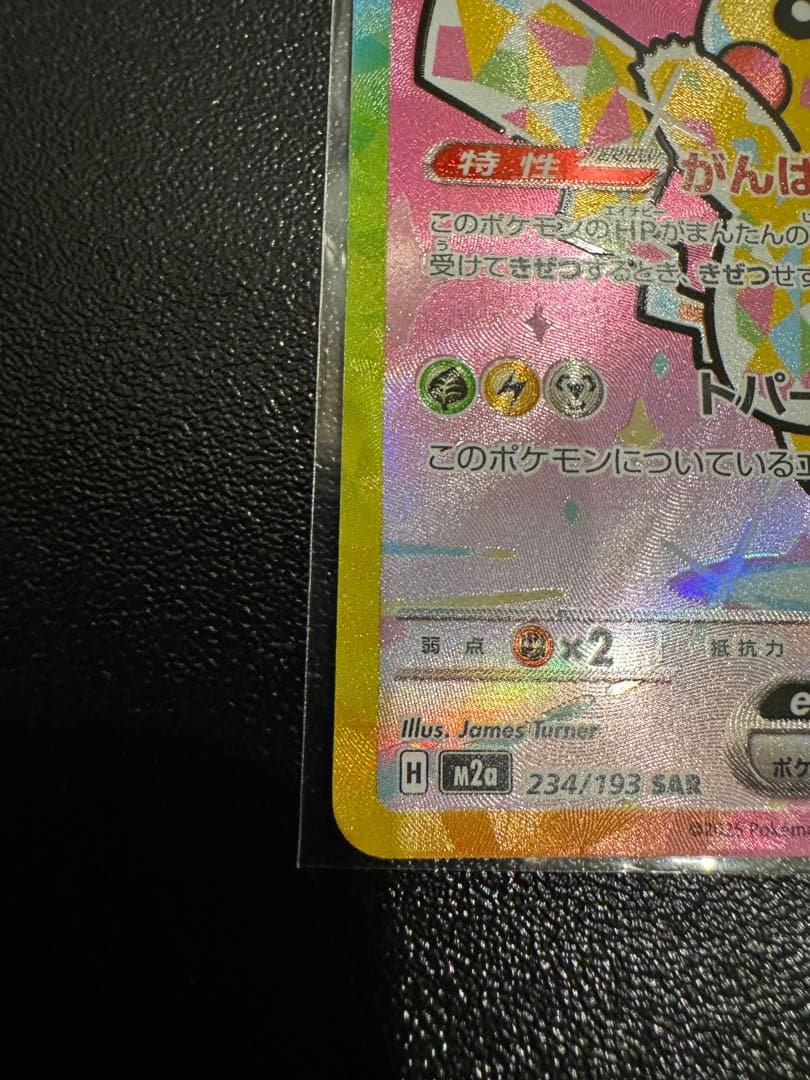 特性 がんば
エイチピー
このポケモンのHPがまんたんの
う
受けてきぜつするとき、きぜつせず
トパー
このポケモンについているエ
弱点 ×2 抵抗力
Illus. James Turner
ポケ
H M2a 234/193 SAR
©2025 Pokémo